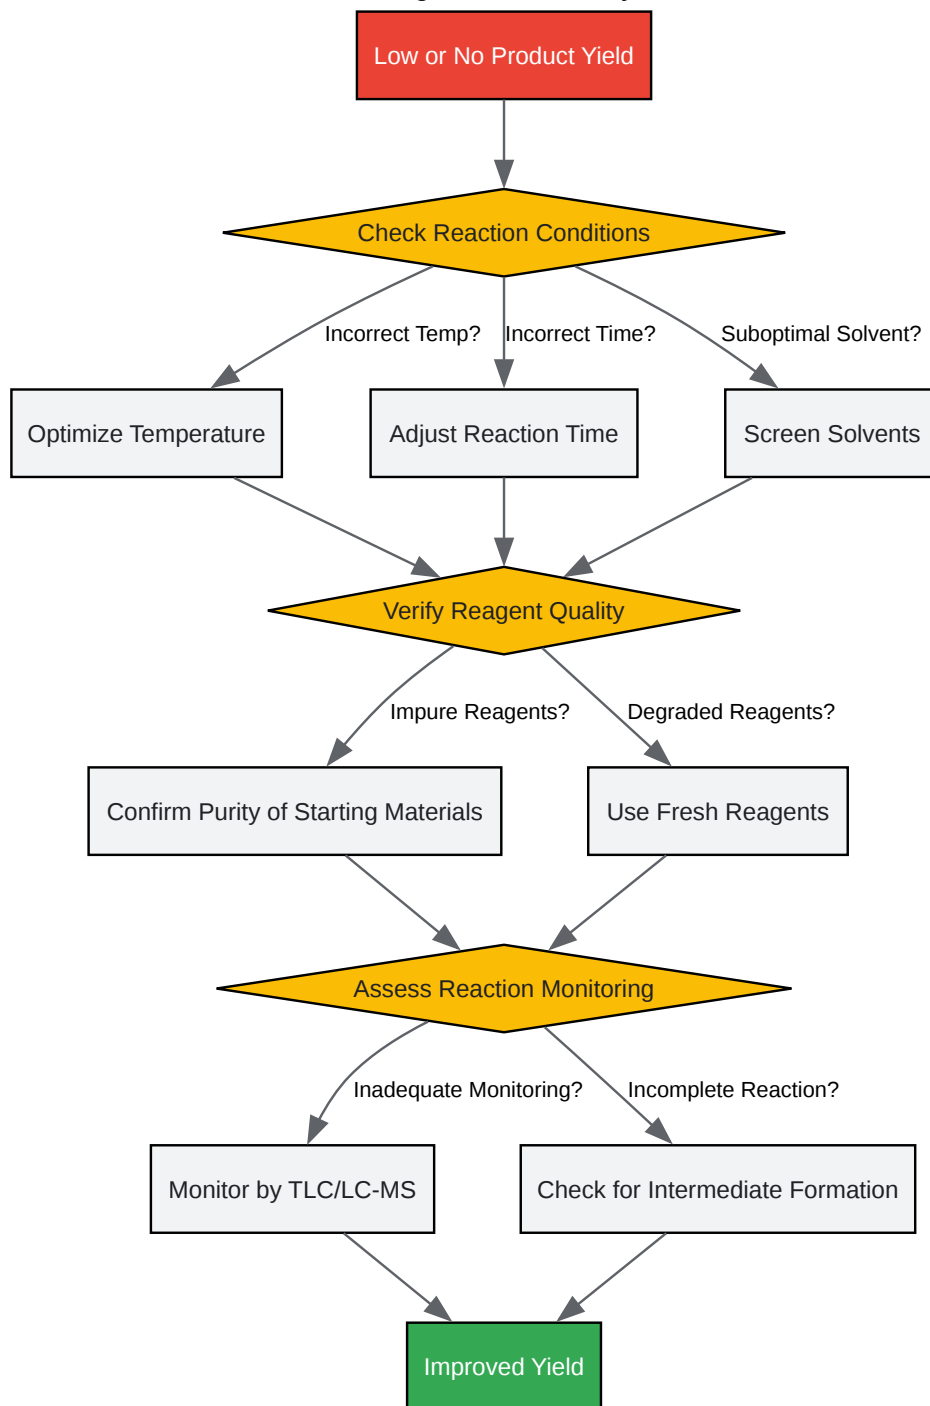 Low or No Product Yield
Check Reaction Conditions
Incorrect Temp?
Incorrect Time?
Suboptimal Solvent?
Optimize Temperature
Adjust Reaction Time
Screen Solvents
Verify Reagent Quality
Impure Reagents?
Degraded Reagents?
Confirm Purity of Starting Materials
Use Fresh Reagents
Assess Reaction Monitoring
Inadequate Monitoring?
Incomplete Reaction?
Monitor by TLC/LC-MS
Check for Intermediate Formation
Improved Yield